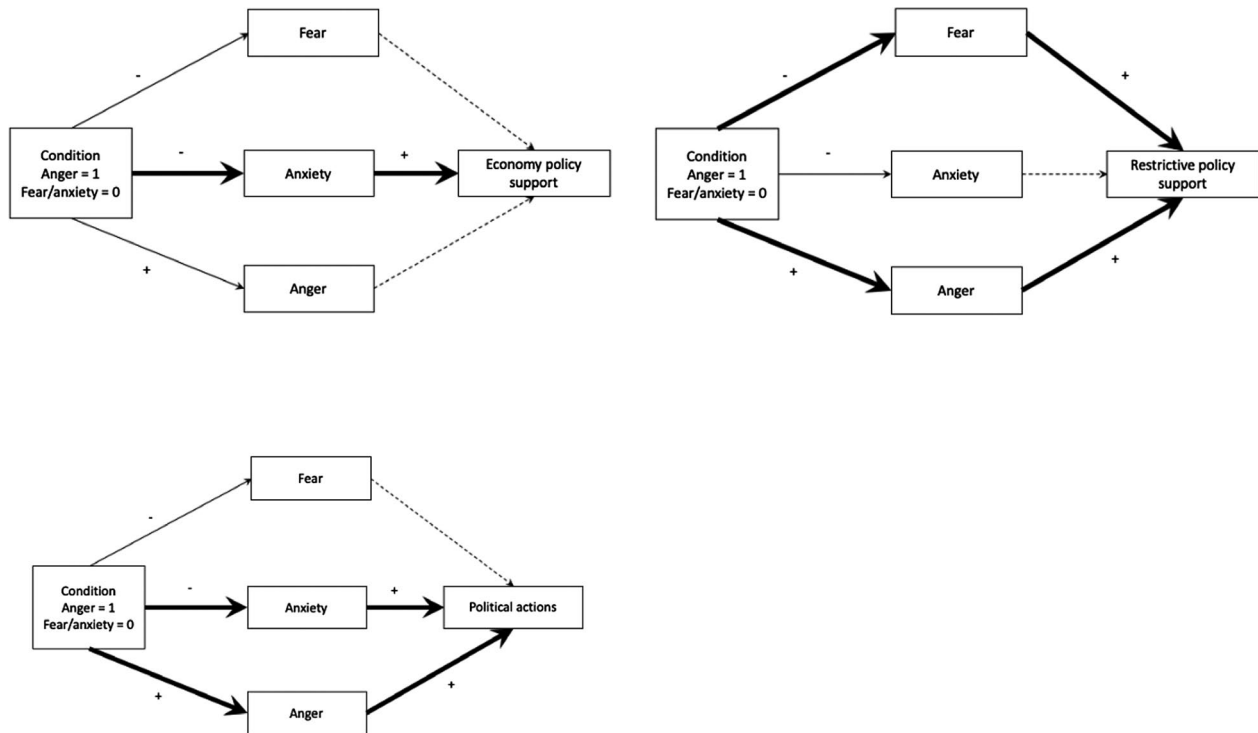 Fear
-
Condition
Anger = 1
Fear/anxiety = 0
-
Anxiety
+
Economy policy
support
+
Anger
Fear
-
+
Condition
Anger = 1
Fear/anxiety = 0
-
Anxiety
Restrictive policy
support
+
Anger
+
Fear
-
Condition
Anger = 1
Fear/anxiety = 0
-
Anxiety
+
Political actions
+
Anger
+